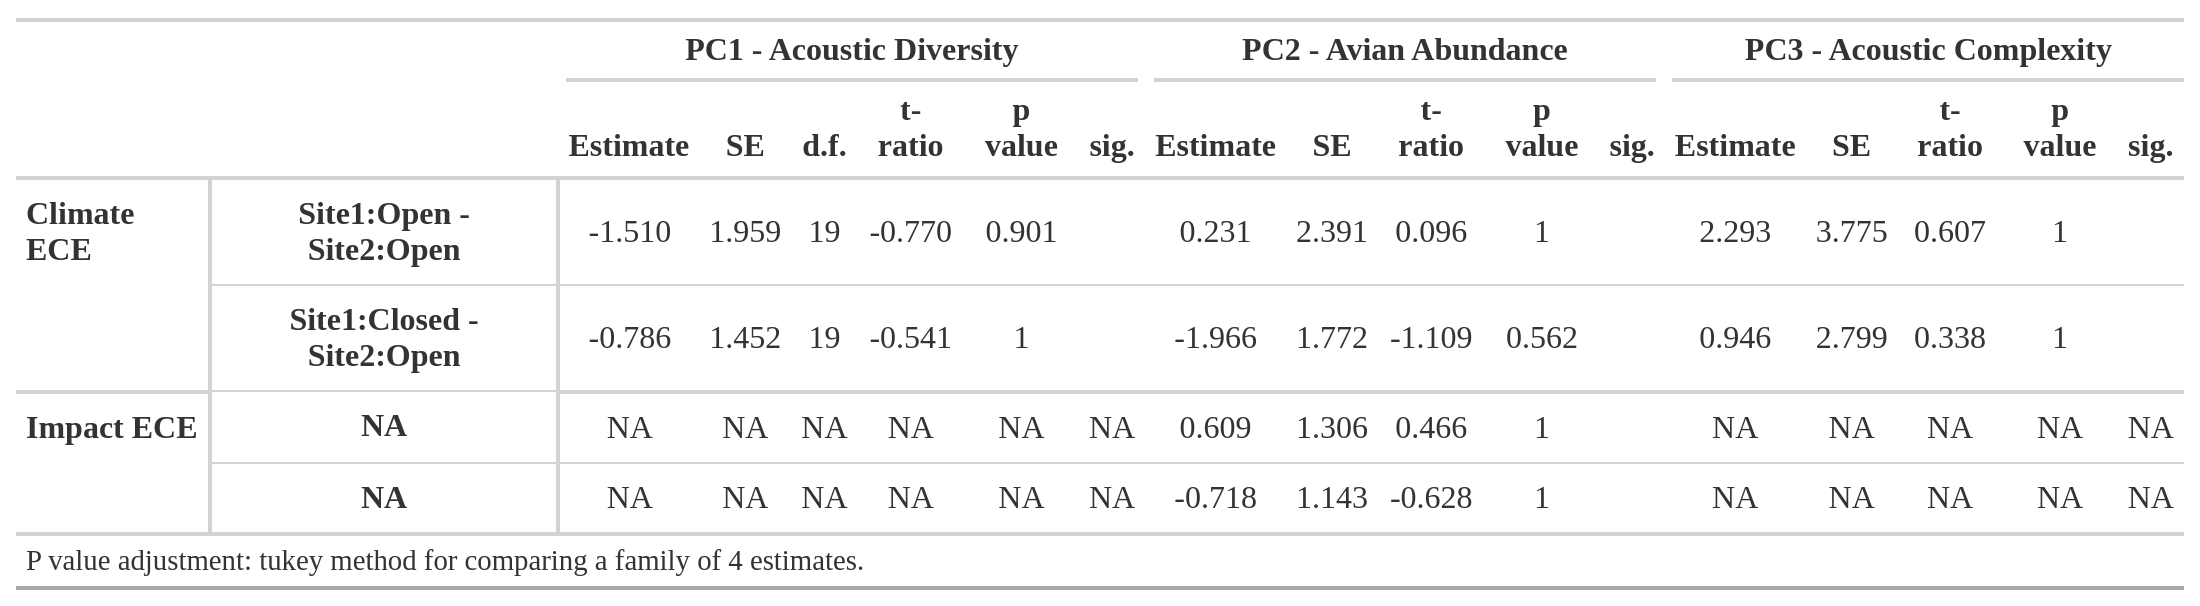 PC1 - Acoustic Diversity PC2 - Avian Abundance PC3 - Acoustic Complexity
t- p t- p t- p
Estimate SE d.f. ratio value sig. Estimate SE ratio value sig. Estimate SE ratio value sig.
Climate Site1:Open -
ECE Site2:Open
-1.510 1.959 19 -0.770 0.901 0.231 2.391 0.096 1 2.293 3.775 0.607 1
Site1:Closed -
Site2:Open
-0.786 1.452 19 -0.541 1 -1.966 1.772 -1.109 0.562 0.946 2.799 0.338 1
Impact ECE NA NA NA NA NA NA NA 0.609 1.306 0.466 1 NA NA NA NA NA
NA NA NA NA NA NA NA -0.718 1.143 -0.628 1 NA NA NA NA NA
P value adjustment: tukey method for comparing a family of 4 estimates.